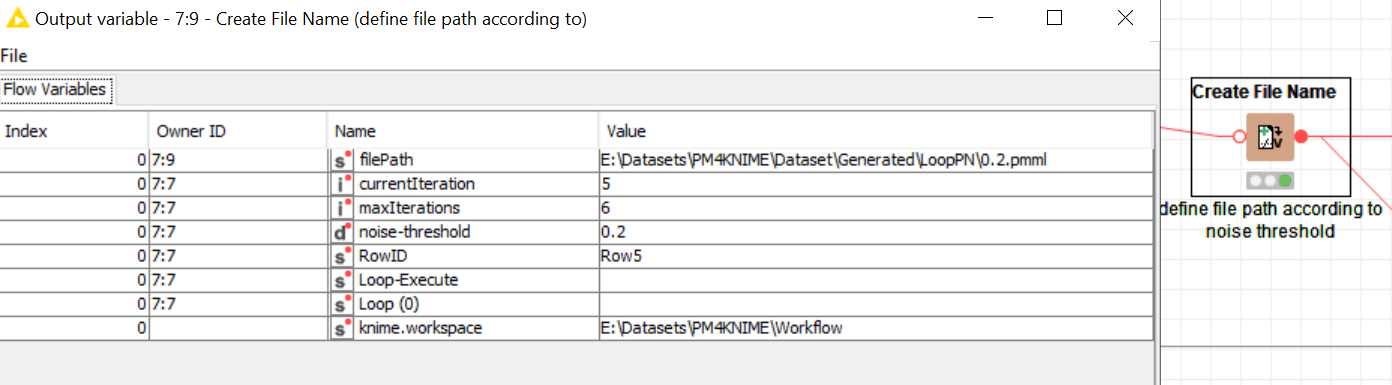 Output variable - 7:9 - Create File Name (define file path according to)
File
Flow Variables
Index Owner ID Name Value
0 7:9 s filePath E:\Datasets\PM4KNIME\Dataset\Generated\LoopPN\0.2.pmml
0 7:7 i currentIteration 5
0 7:7 i maxIterations 6
0 7:7 d noise-threshold 0.2
0 7:7 s RowID Row5
0 7:7 s Loop-Execute
0 7:7 s Loop (0)
0 s knime.workspace E:\Datasets\PM4KNIME\Workflow
Create File Name
V
define file path according to
noise threshold